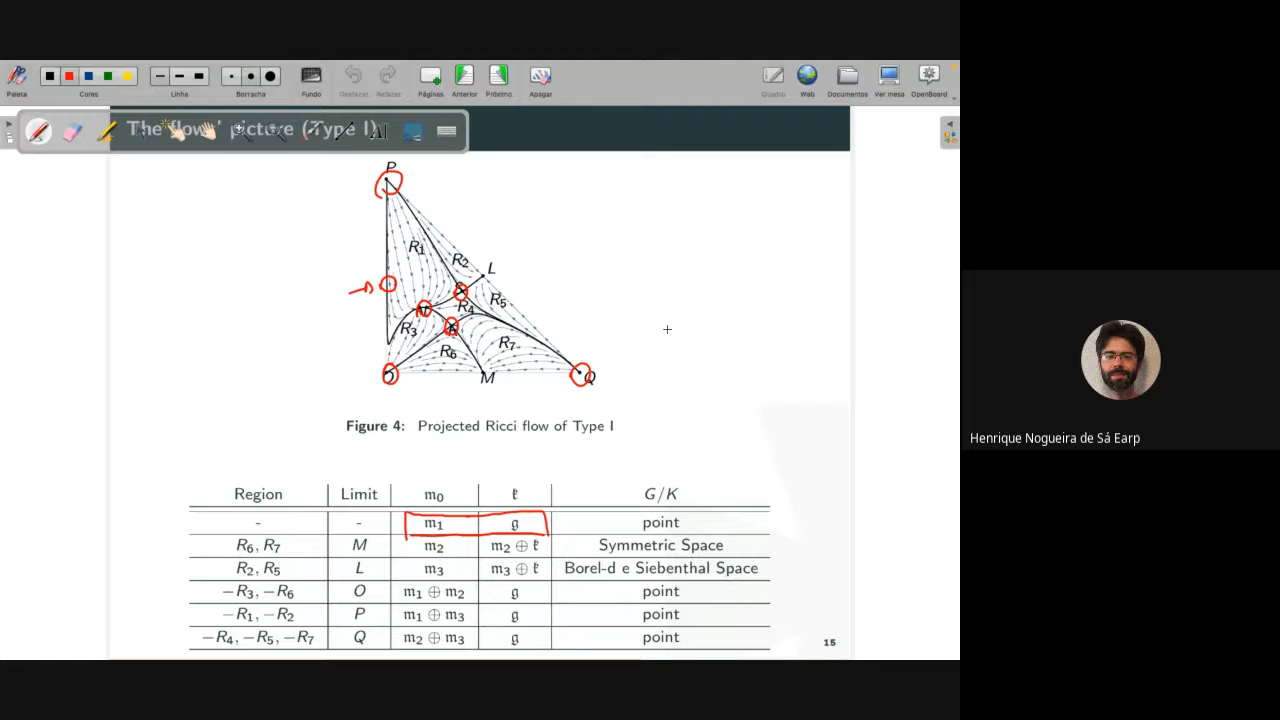 Paleta Cores Linha Borracha Fundo Desfazer Refazer Páginas Anterior Próximo Apagar Quadro Web Documentos Ver mesa OpenBoard
The flows' picture (Type I)
P
R1
R2
L
R5
R4
R3
R7
R6
O
M
Q
Figure 4: Projected Ricci flow of Type I
Region Limit m0 𝔨 G/K
- - m1 g point
R6, R7 M m2 m2 ⊕ 𝔨 Symmetric Space
R2, R5 L m3 m3 ⊕ 𝔨 Borel-d e Siebenthal Space
−R3, −R6 O m1 ⊕ m2 g point
−R1, −R2 P m1 ⊕ m3 g point
−R4, −R5, −R7 Q m2 ⊕ m3 g point
15
Henrique Nogueira de Sá Earp